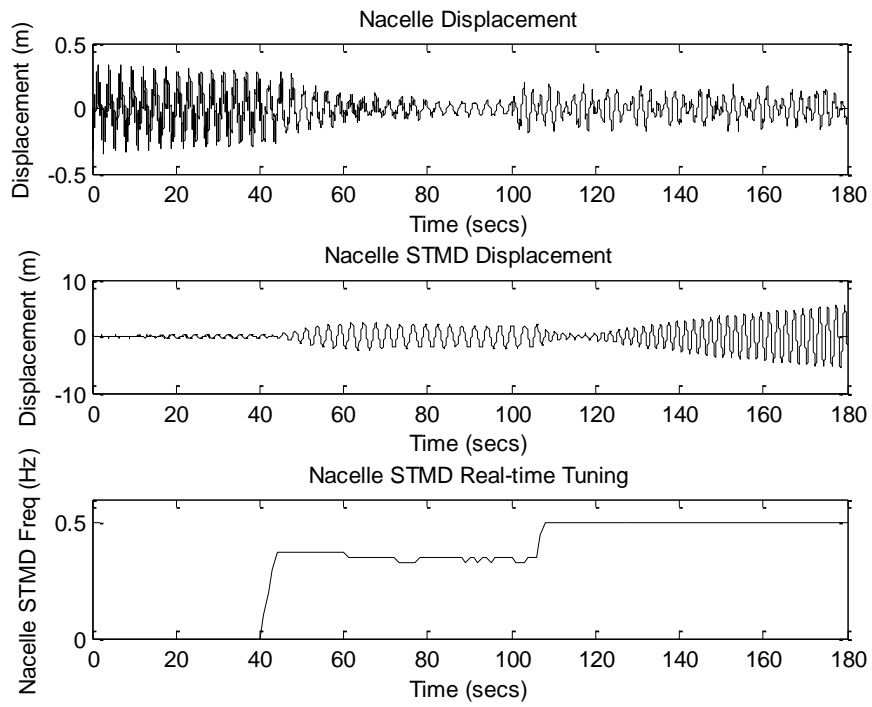 Nacelle Displacement
Displacement (m)
0.5
0
-0.5
0 20 40 60 80 100 120 140 160 180
Time (secs)
Nacelle STMD Displacement
Displacement (m)
10
0
-10
0 20 40 60 80 100 120 140 160 180
Time (secs)
Nacelle STMD Real-time Tuning
Nacelle STMD Freq (Hz)
0.5
0
0 20 40 60 80 100 120 140 160 180
Time (secs)